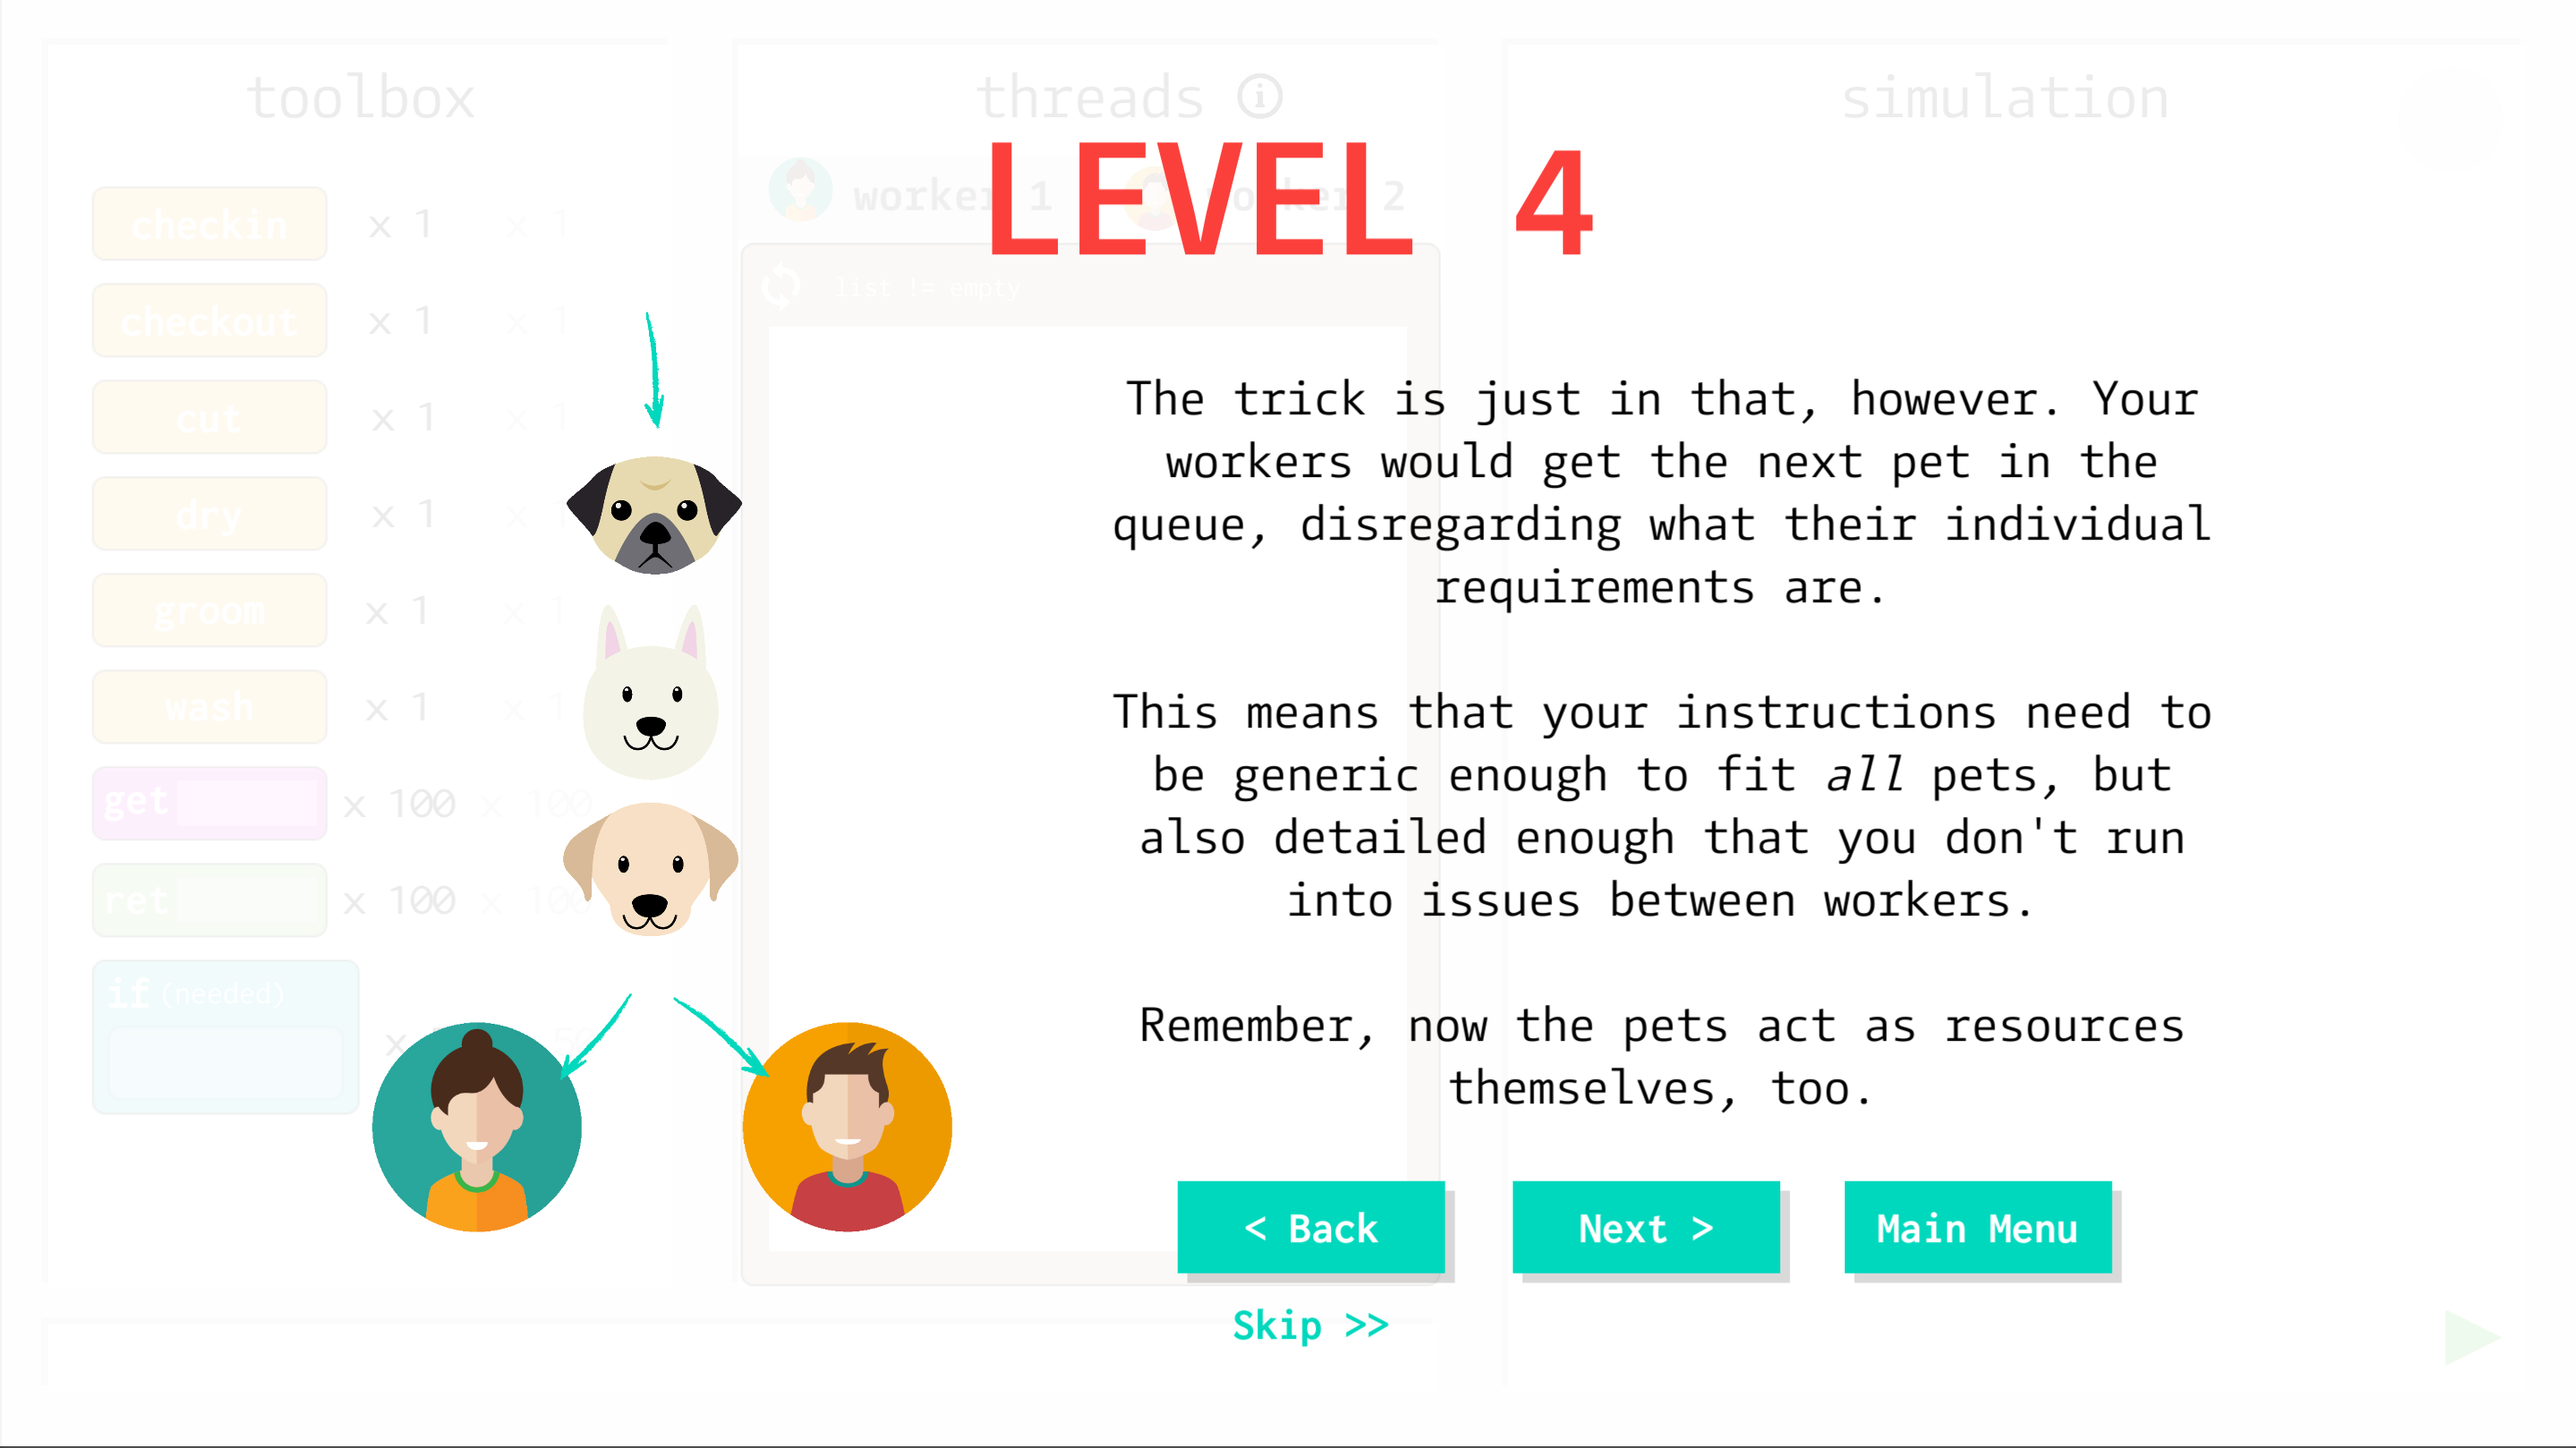 toolbox
threads
simulation
LEVEL 4
worker 1
worker 2
checkin x 1 x 1
checkout x 1 x 1
cut x 1 x 1
dry x 1 x
groom x 1 x 1
wash x 1 x 1
get x 100 x 100
ret x 100 x 100
if (needed)
x
list != empty
The trick is just in that, however. Your
workers would get the next pet in the
queue, disregarding what their individual
requirements are.
This means that your instructions need to
be generic enough to fit all pets, but
also detailed enough that you don't run
into issues between workers.
Remember, now the pets act as resources
themselves, too.
< Back
Next >
Main Menu
Skip >>